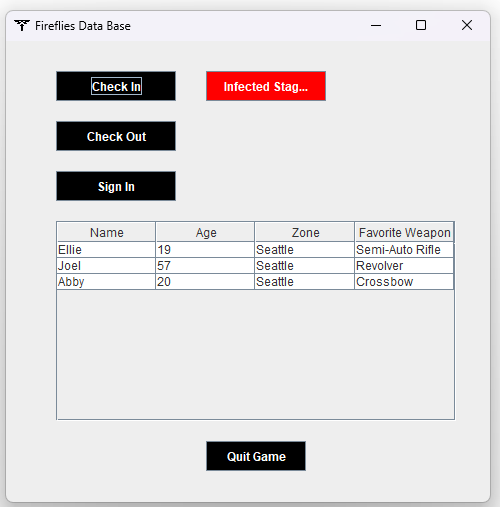 Fireflies Data Base
Check In
Infected Stag...
Check Out
Sign In
Name Age Zone Favorite Weapon
Ellie 19 Seattle Semi-Auto Rifle
Joel 57 Seattle Revolver
Abby 20 Seattle Crossbow
Quit Game